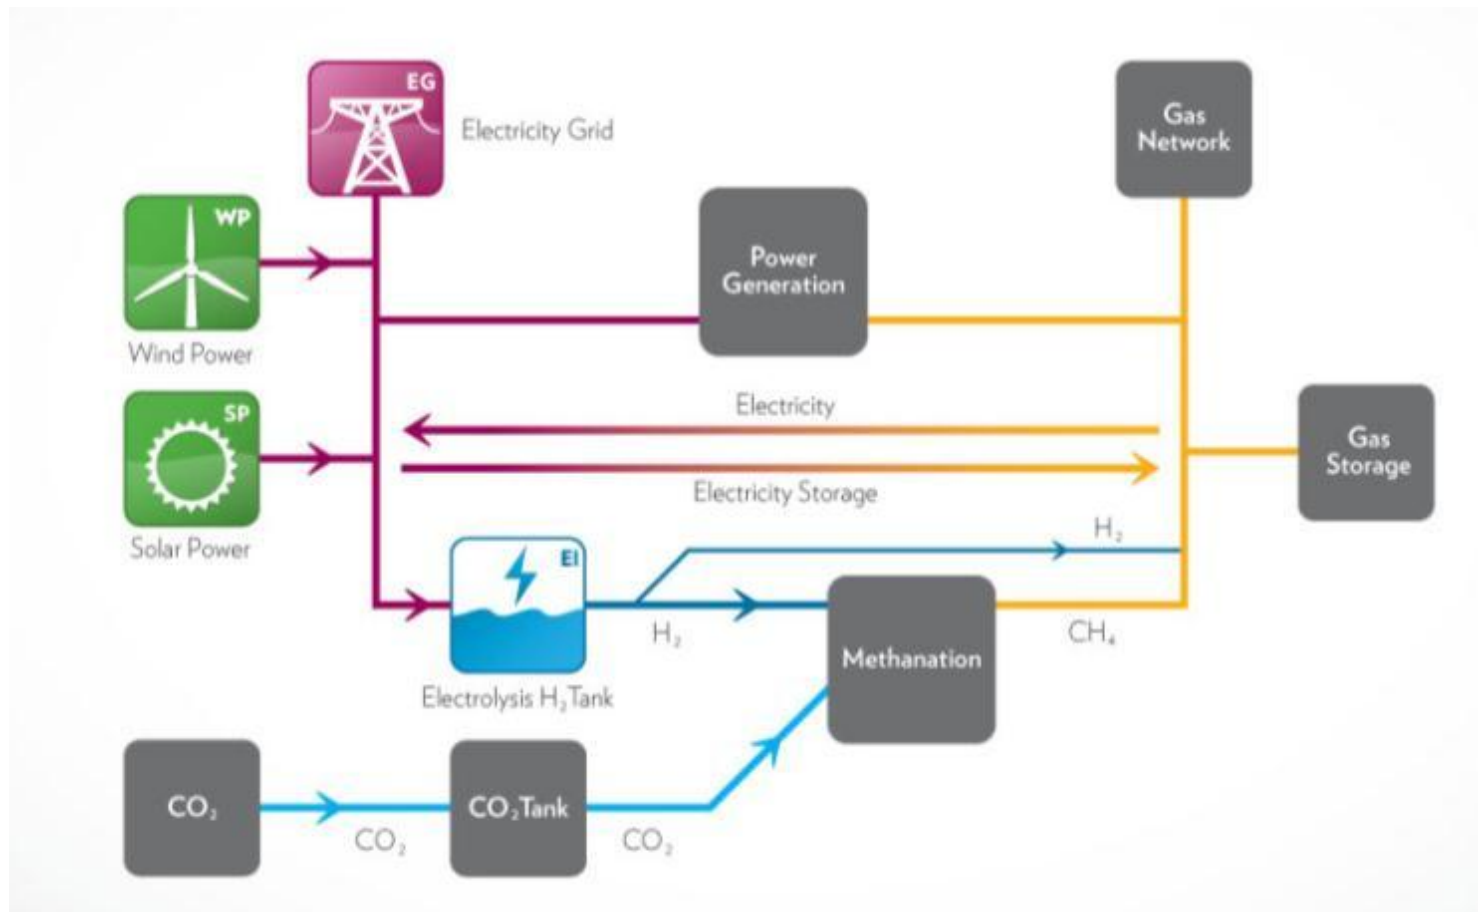 EG
Electricity Grid
Gas
Network
WP
Wind Power
Power
Generation
SP
Solar Power
Electricity
Electricity Storage
Gas
Storage
H₂
EI
H₂
Electrolysis H₂Tank
Methanation
CH₄
CO₂
CO₂
CO₂Tank
CO₂